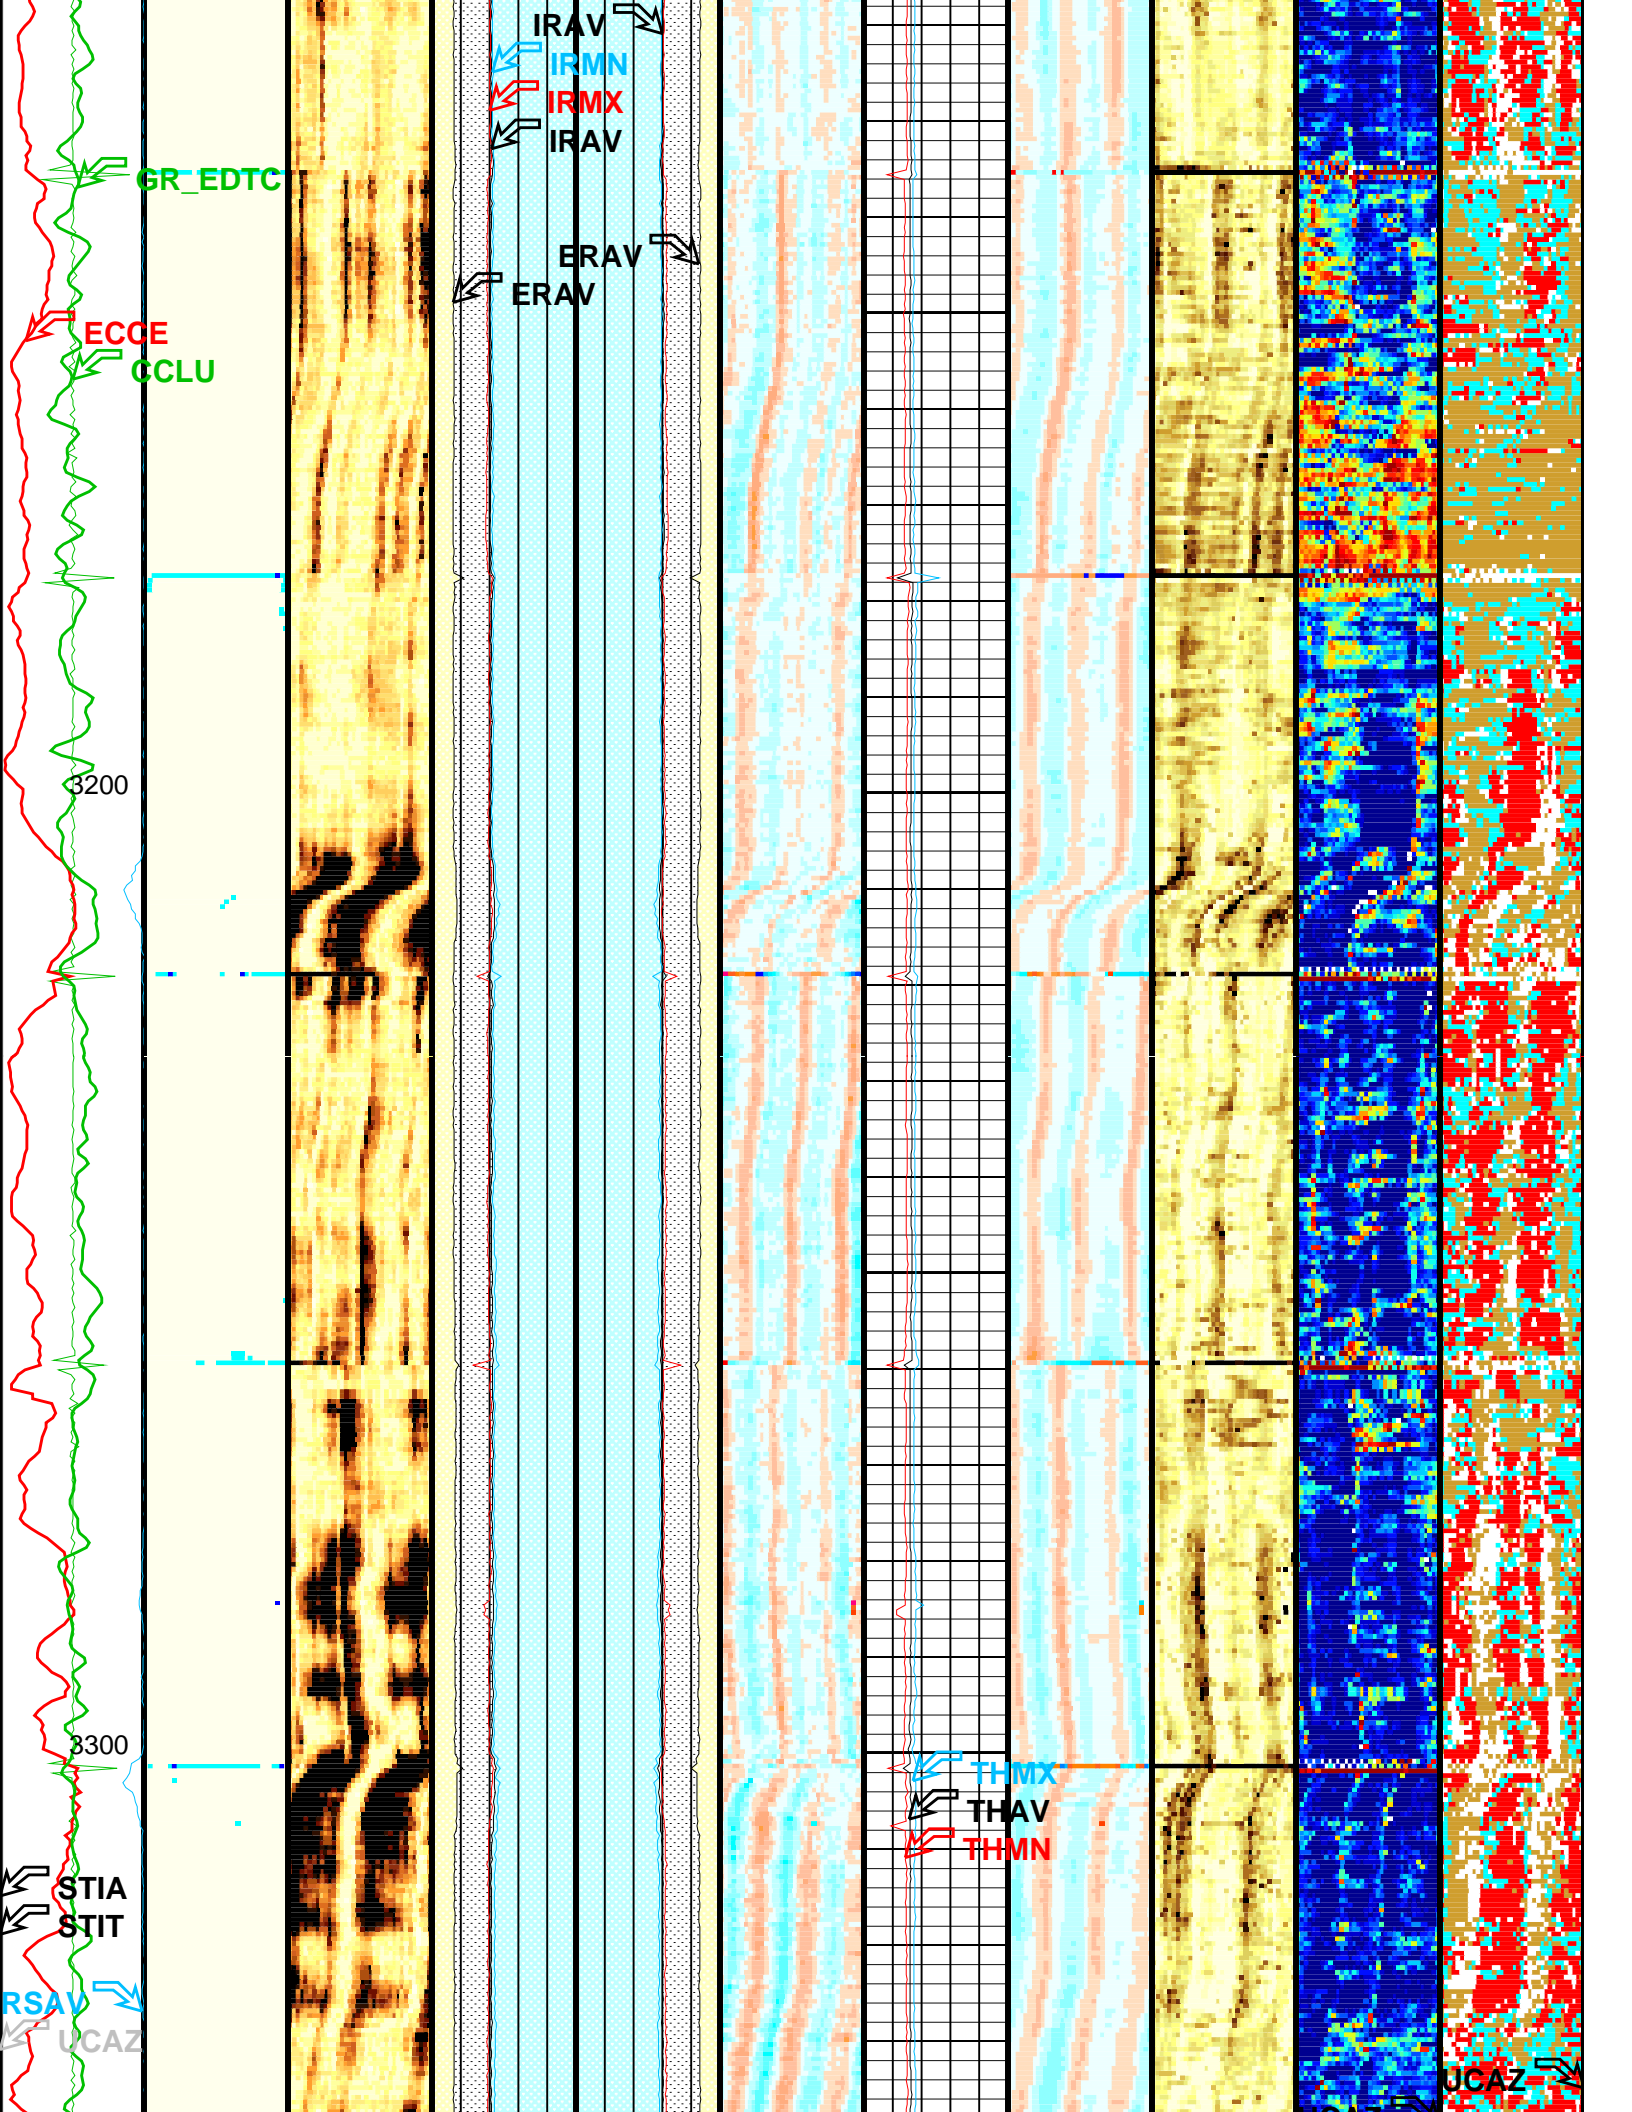 IRAV
IRMN
IRMX
IRAV
GR_EDTC
ERAV
ERAV
ECCE
CCLU
3200
3300
THMX
THAV
THMN
STIA
STIT
RSAV
UCAZ
UCAZ